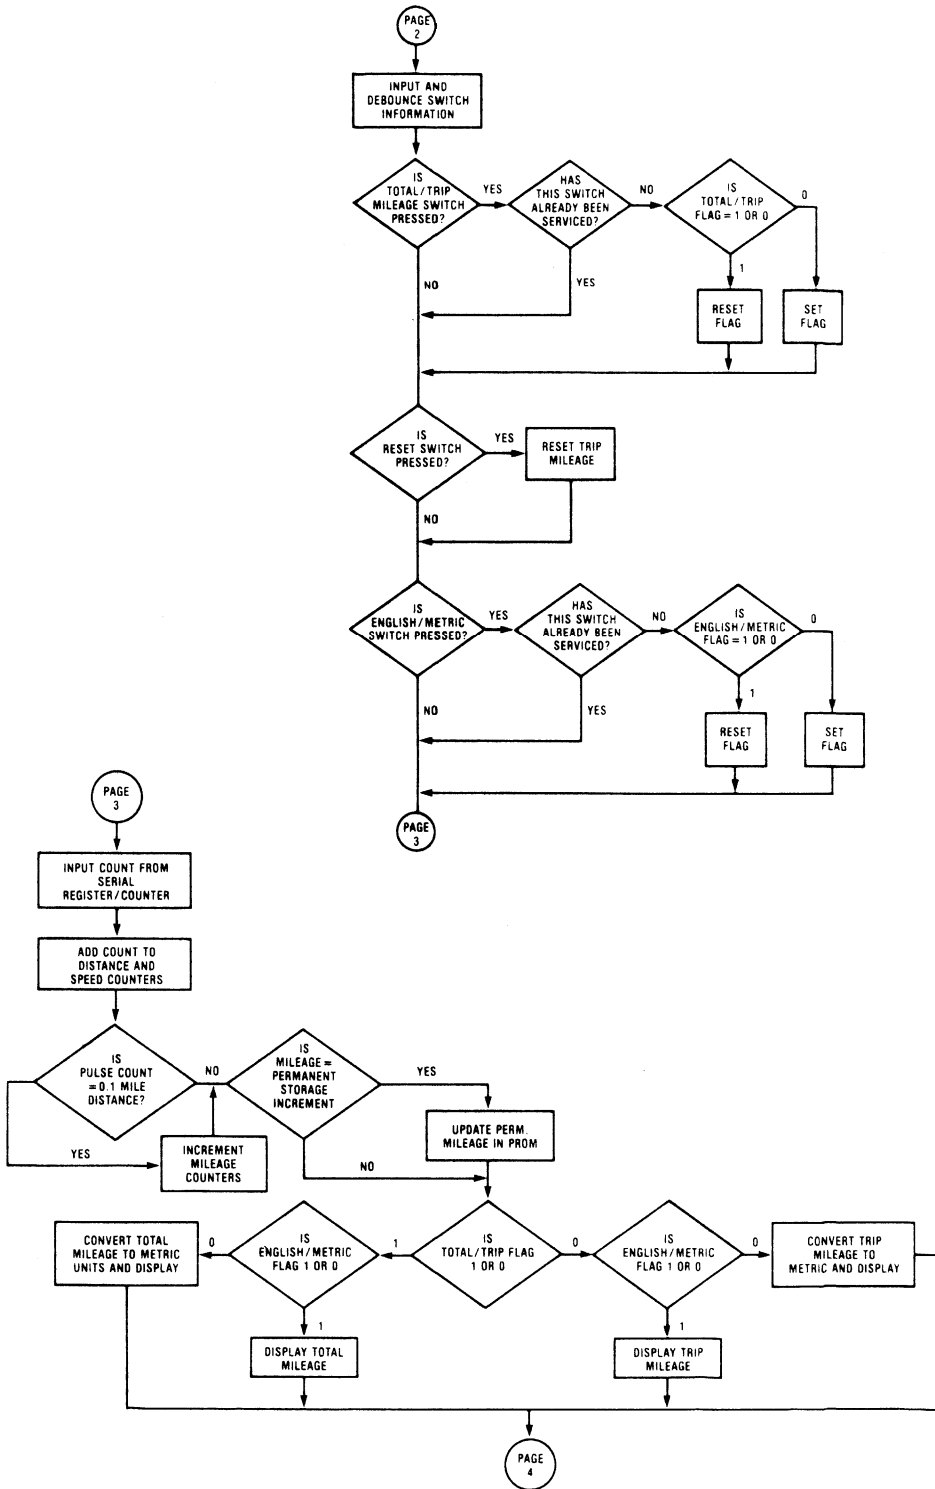 PAGE
2
INPUT AND
DEBOUNCE SWITCH
INFORMATION
IS
TOTAL/TRIP
MILEAGE SWITCH
PRESSED?
YES
HAS
THIS SWITCH
ALREADY BEEN
SERVICED?
NO
IS
TOTAL/TRIP
FLAG = 1 OR 0
0
NO
YES
1
RESET
FLAG
SET
FLAG
IS
RESET SWITCH
PRESSED?
YES
RESET TRIP
MILEAGE
NO
IS
ENGLISH/METRIC
SWITCH PRESSED?
YES
HAS
THIS SWITCH
ALREADY BEEN
SERVICED?
NO
IS
ENGLISH/METRIC
FLAG = 1 OR 0
0
NO
YES
1
RESET
FLAG
SET
FLAG
PAGE
3
PAGE
3
INPUT COUNT FROM
SERIAL
REGISTER/COUNTER
ADD COUNT TO
DISTANCE AND
SPEED COUNTERS
IS
PULSE COUNT
= 0.1 MILE
DISTANCE?
NO
YES
INCREMENT
MILEAGE
COUNTERS
IS
MILEAGE =
PERMANENT
STORAGE
INCREMENT
YES
UPDATE PERM.
MILEAGE IN PROM
NO
CONVERT TOTAL
MILEAGE TO METRIC
UNITS AND DISPLAY
0
IS
ENGLISH/METRIC
FLAG 1 OR 0
1
IS
TOTAL/TRIP FLAG
1 OR 0
0
IS
ENGLISH/METRIC
FLAG 1 OR 0
0
CONVERT TRIP
MILEAGE TO
METRIC AND DISPLAY
1
DISPLAY TOTAL
MILEAGE
1
DISPLAY TRIP
MILEAGE
PAGE
4